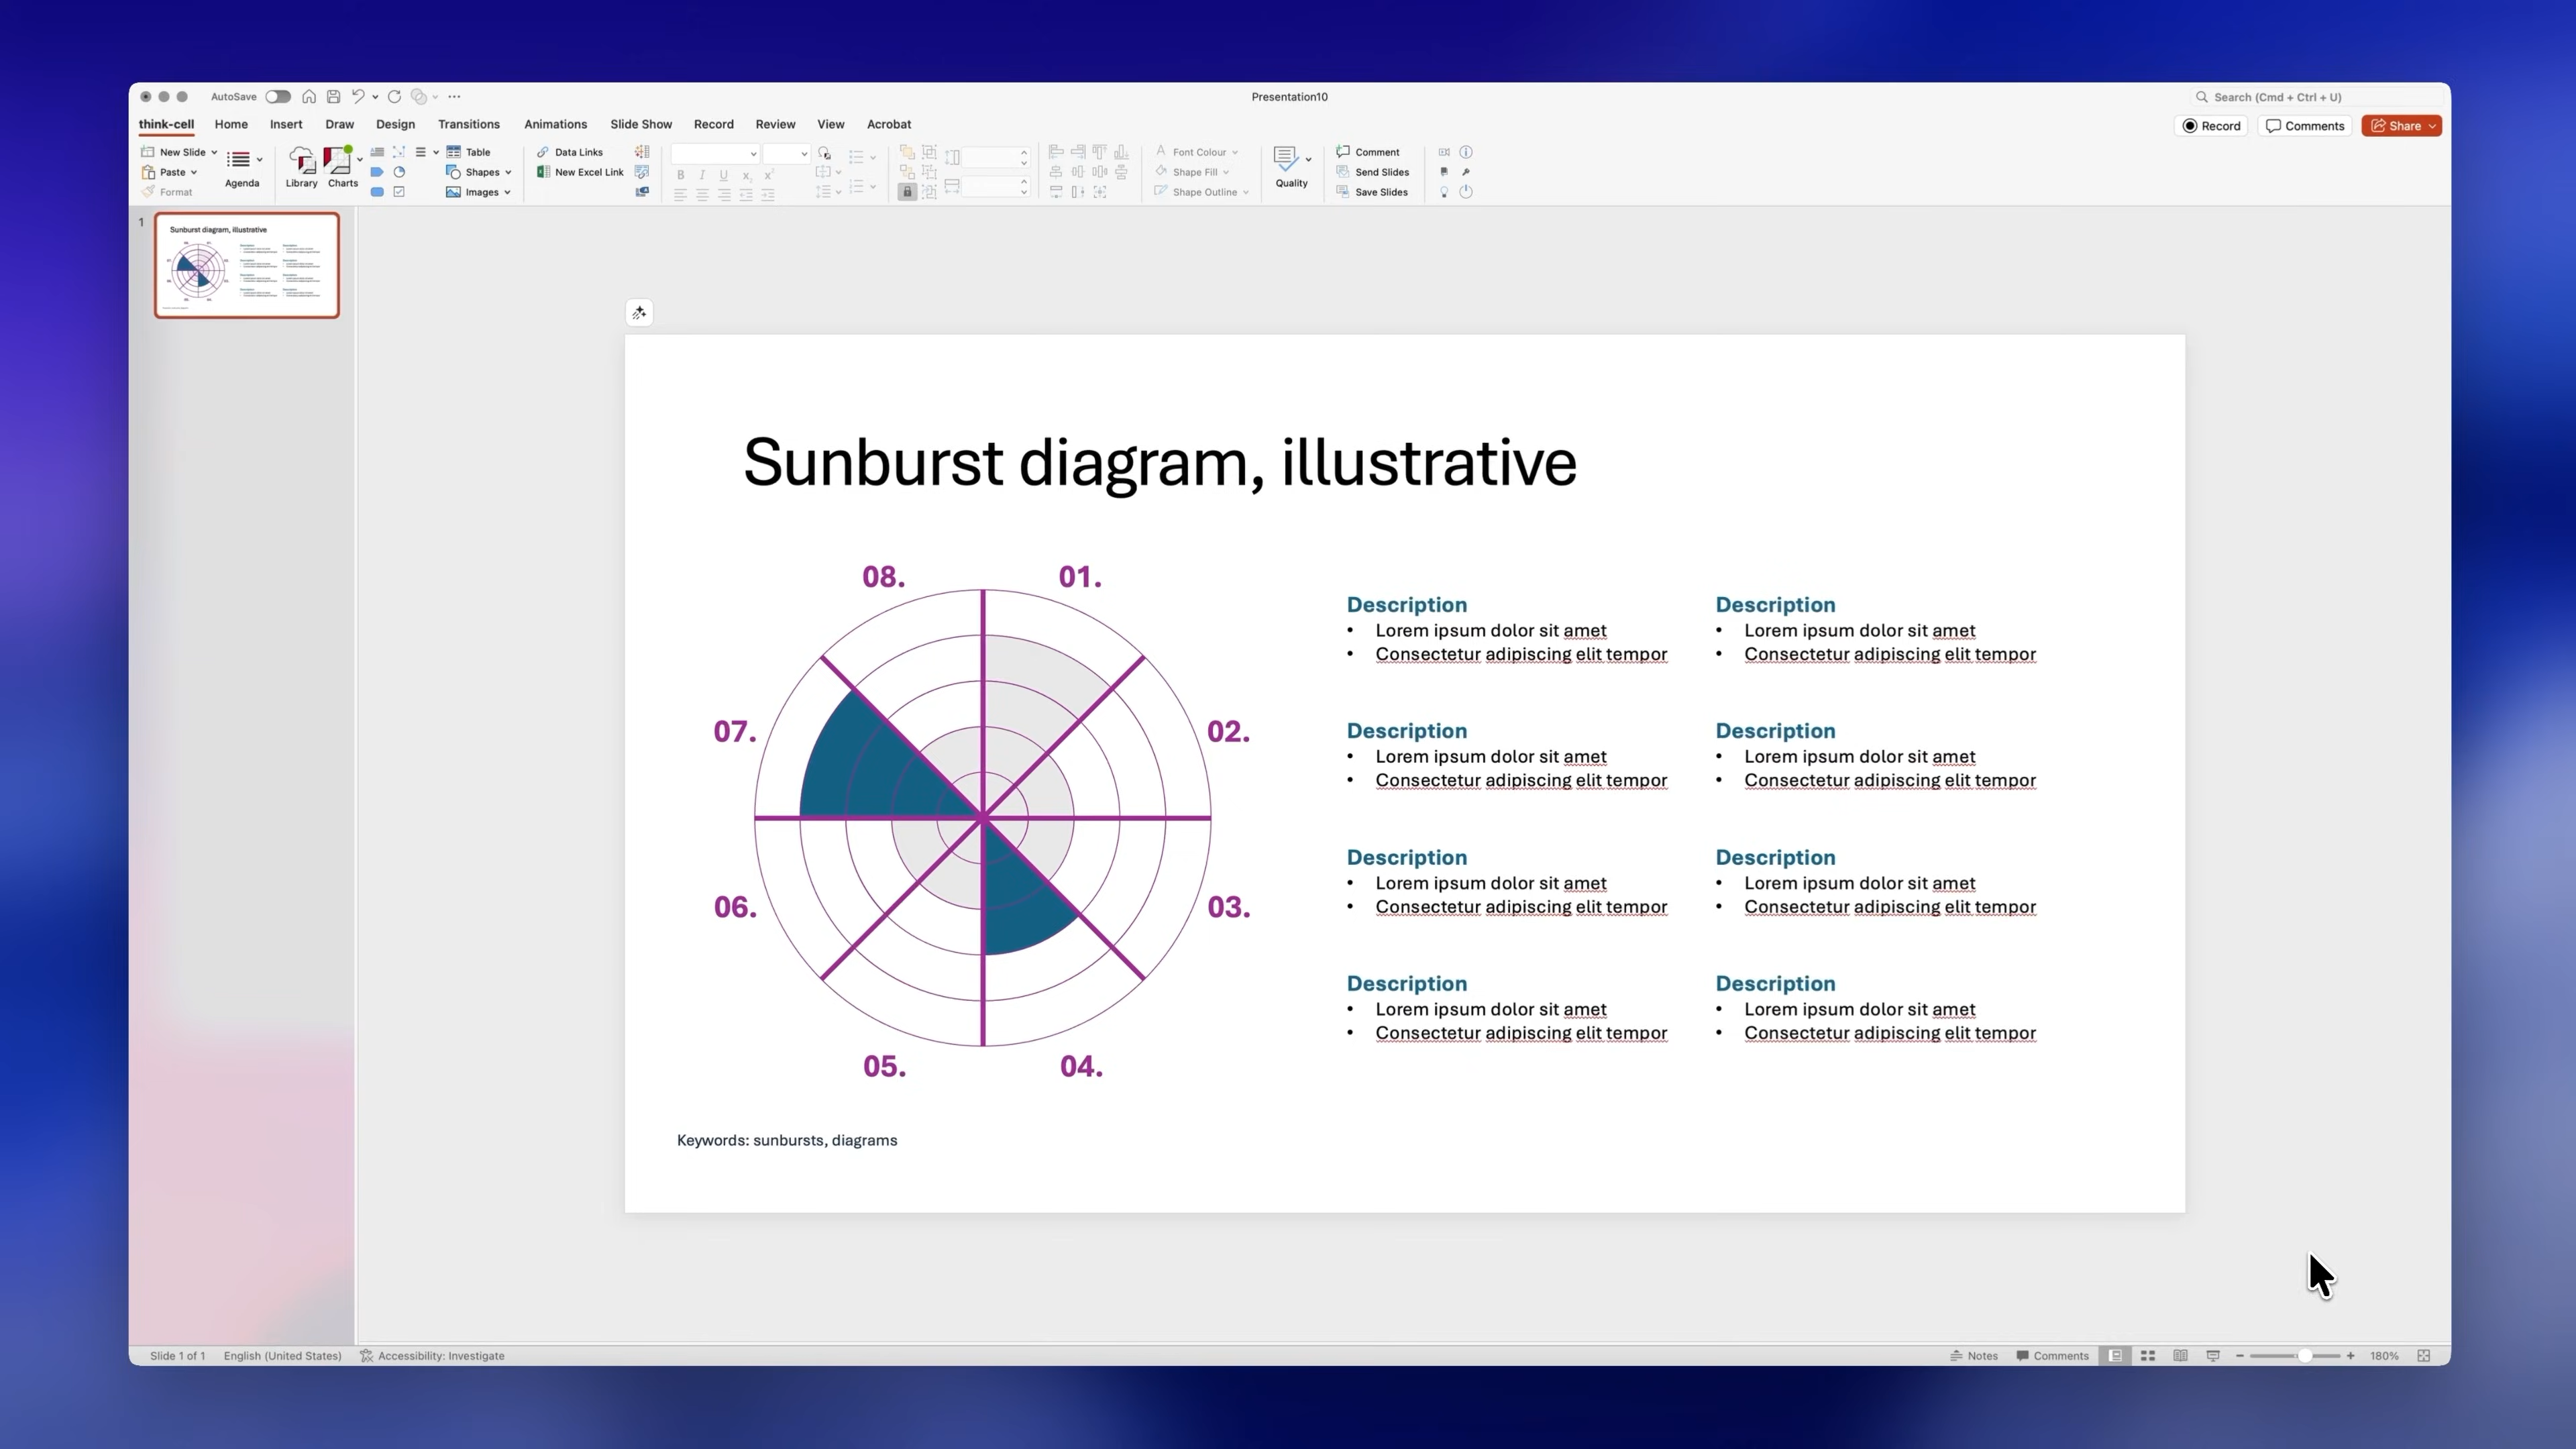 AutoSave
Presentation10
Search (Cmd + Ctrl + U)
think-cell Home Insert Draw Design Transitions Animations Slide Show Record Review View Acrobat
Record Comments Share
New Slide
Paste
Format
Agenda
Library
Charts
Table
Shapes
Images
Data Links
New Excel Link
Font Colour
Shape Fill
Shape Outline
Quality
Comment
Send Slides
Save Slides
1
Sunburst diagram, illustrative
Sunburst diagram, illustrative
08. 01.
07. 02.
06. 03.
05. 04.
Description
• Lorem ipsum dolor sit amet
• Consectetur adipiscing elit tempor
Description
• Lorem ipsum dolor sit amet
• Consectetur adipiscing elit tempor
Description
• Lorem ipsum dolor sit amet
• Consectetur adipiscing elit tempor
Description
• Lorem ipsum dolor sit amet
• Consectetur adipiscing elit tempor
Description
• Lorem ipsum dolor sit amet
• Consectetur adipiscing elit tempor
Description
• Lorem ipsum dolor sit amet
• Consectetur adipiscing elit tempor
Description
• Lorem ipsum dolor sit amet
• Consectetur adipiscing elit tempor
Description
• Lorem ipsum dolor sit amet
• Consectetur adipiscing elit tempor
Keywords: sunbursts, diagrams
Slide 1 of 1 English (United States) Accessibility: Investigate
Notes Comments 180%